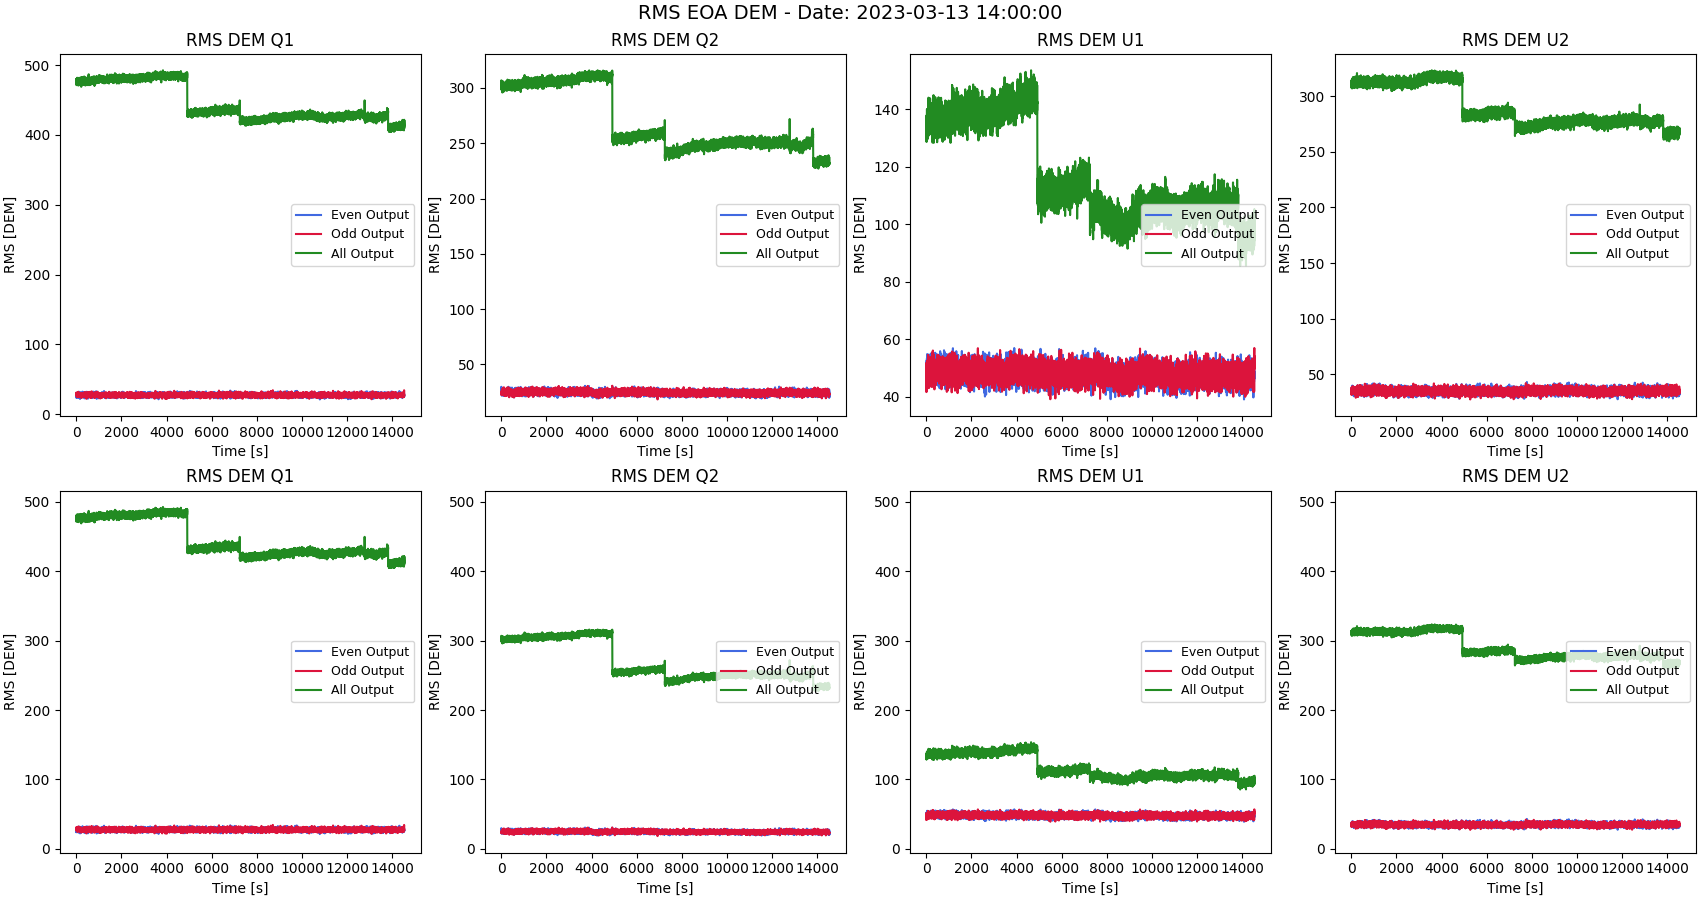 RMS EOA DEM - Date: 2023-03-13 14:00:00
RMS DEM Q1
RMS [DEM]
500
400
300
200
100
0
Even Output
Odd Output
All Output
0 2000 4000 6000 8000 10000 12000 14000
Time [s]
RMS DEM Q2
RMS [DEM]
300
250
200
150
100
50
Even Output
Odd Output
All Output
0 2000 4000 6000 8000 10000 12000 14000
Time [s]
RMS DEM U1
RMS [DEM]
140
120
100
80
60
40
Even Output
Odd Output
All Output
0 2000 4000 6000 8000 10000 12000 14000
Time [s]
RMS DEM U2
RMS [DEM]
300
250
200
150
100
50
Even Output
Odd Output
All Output
0 2000 4000 6000 8000 10000 12000 14000
Time [s]
RMS DEM Q1
RMS [DEM]
500
400
300
200
100
0
Even Output
Odd Output
All Output
0 2000 4000 6000 8000 10000 12000 14000
Time [s]
RMS DEM Q2
RMS [DEM]
500
400
300
200
100
0
Even Output
Odd Output
All Output
0 2000 4000 6000 8000 10000 12000 14000
Time [s]
RMS DEM U1
RMS [DEM]
500
400
300
200
100
0
Even Output
Odd Output
All Output
0 2000 4000 6000 8000 10000 12000 14000
Time [s]
RMS DEM U2
RMS [DEM]
500
400
300
200
100
0
Even Output
Odd Output
All Output
0 2000 4000 6000 8000 10000 12000 14000
Time [s]